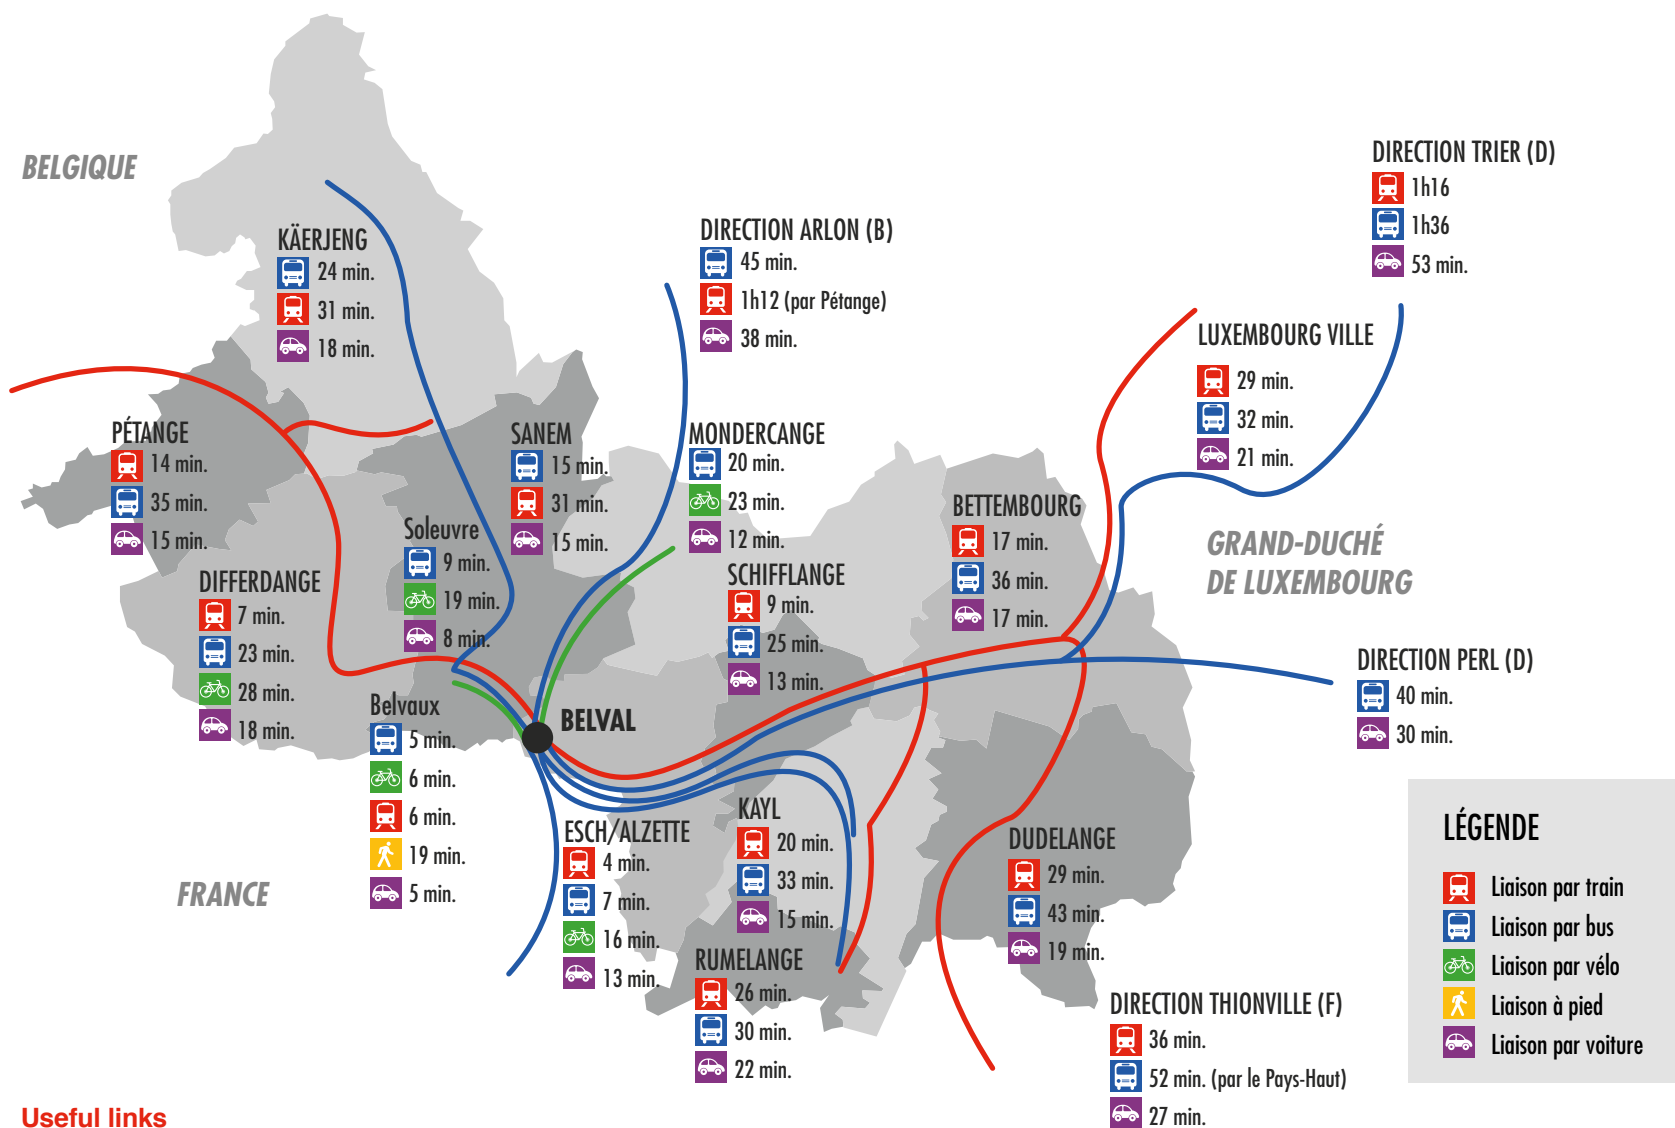 BELGIQUE
KÄERJENG
24 min.
31 min.
18 min.
DIRECTION ARLON (B)
45 min.
1h12 (par Pétange)
38 min.
DIRECTION TRIER (D)
1h16
1h36
53 min.
LUXEMBOURG VILLE
29 min.
32 min.
21 min.
PÉTANGE
14 min.
35 min.
15 min.
SANEM
15 min.
31 min.
15 min.
MONDERCANGE
20 min.
23 min.
12 min.
Soleuvre
9 min.
19 min.
8 min.
BETTEMBOURG
17 min.
36 min.
17 min.
GRAND-DUCHÉ
DE LUXEMBOURG
DIFFERDANGE
7 min.
23 min.
28 min.
18 min.
SCHIFFLANGE
9 min.
25 min.
13 min.
DIRECTION PERL (D)
40 min.
30 min.
Belvaux
5 min.
6 min.
6 min.
19 min.
5 min.
BELVAL
FRANCE
ESCH/ALZETTE
4 min.
7 min.
16 min.
13 min.
KAYL
20 min.
33 min.
15 min.
DUDELANGE
29 min.
43 min.
19 min.
RUMELANGE
26 min.
30 min.
22 min.
DIRECTION THIONVILLE (F)
36 min.
52 min. (par le Pays-Haut)
27 min.
LÉGENDE
Liaison par train
Liaison par bus
Liaison par vélo
Liaison à pied
Liaison par voiture
Useful links